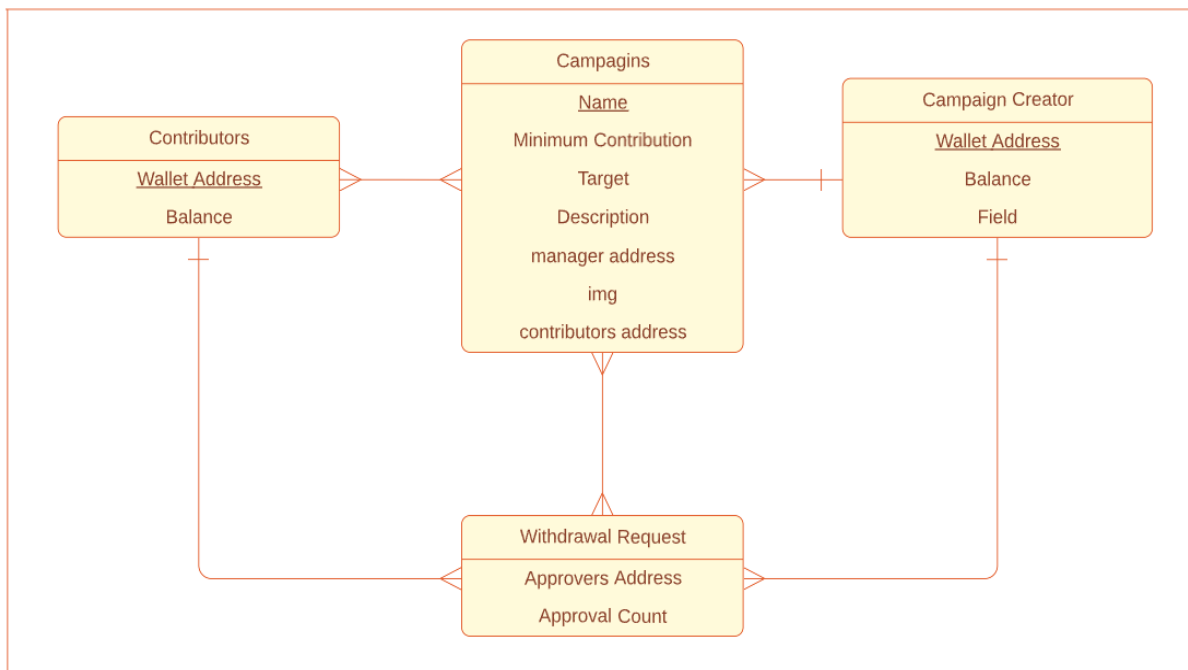 Campagins
Name
Minimum Contribution
Target
Description
manager address
img
contributors address
Contributors
Wallet Address
Balance
Campaign Creator
Wallet Address
Balance
Field
Withdrawal Request
Approvers Address
Approval Count